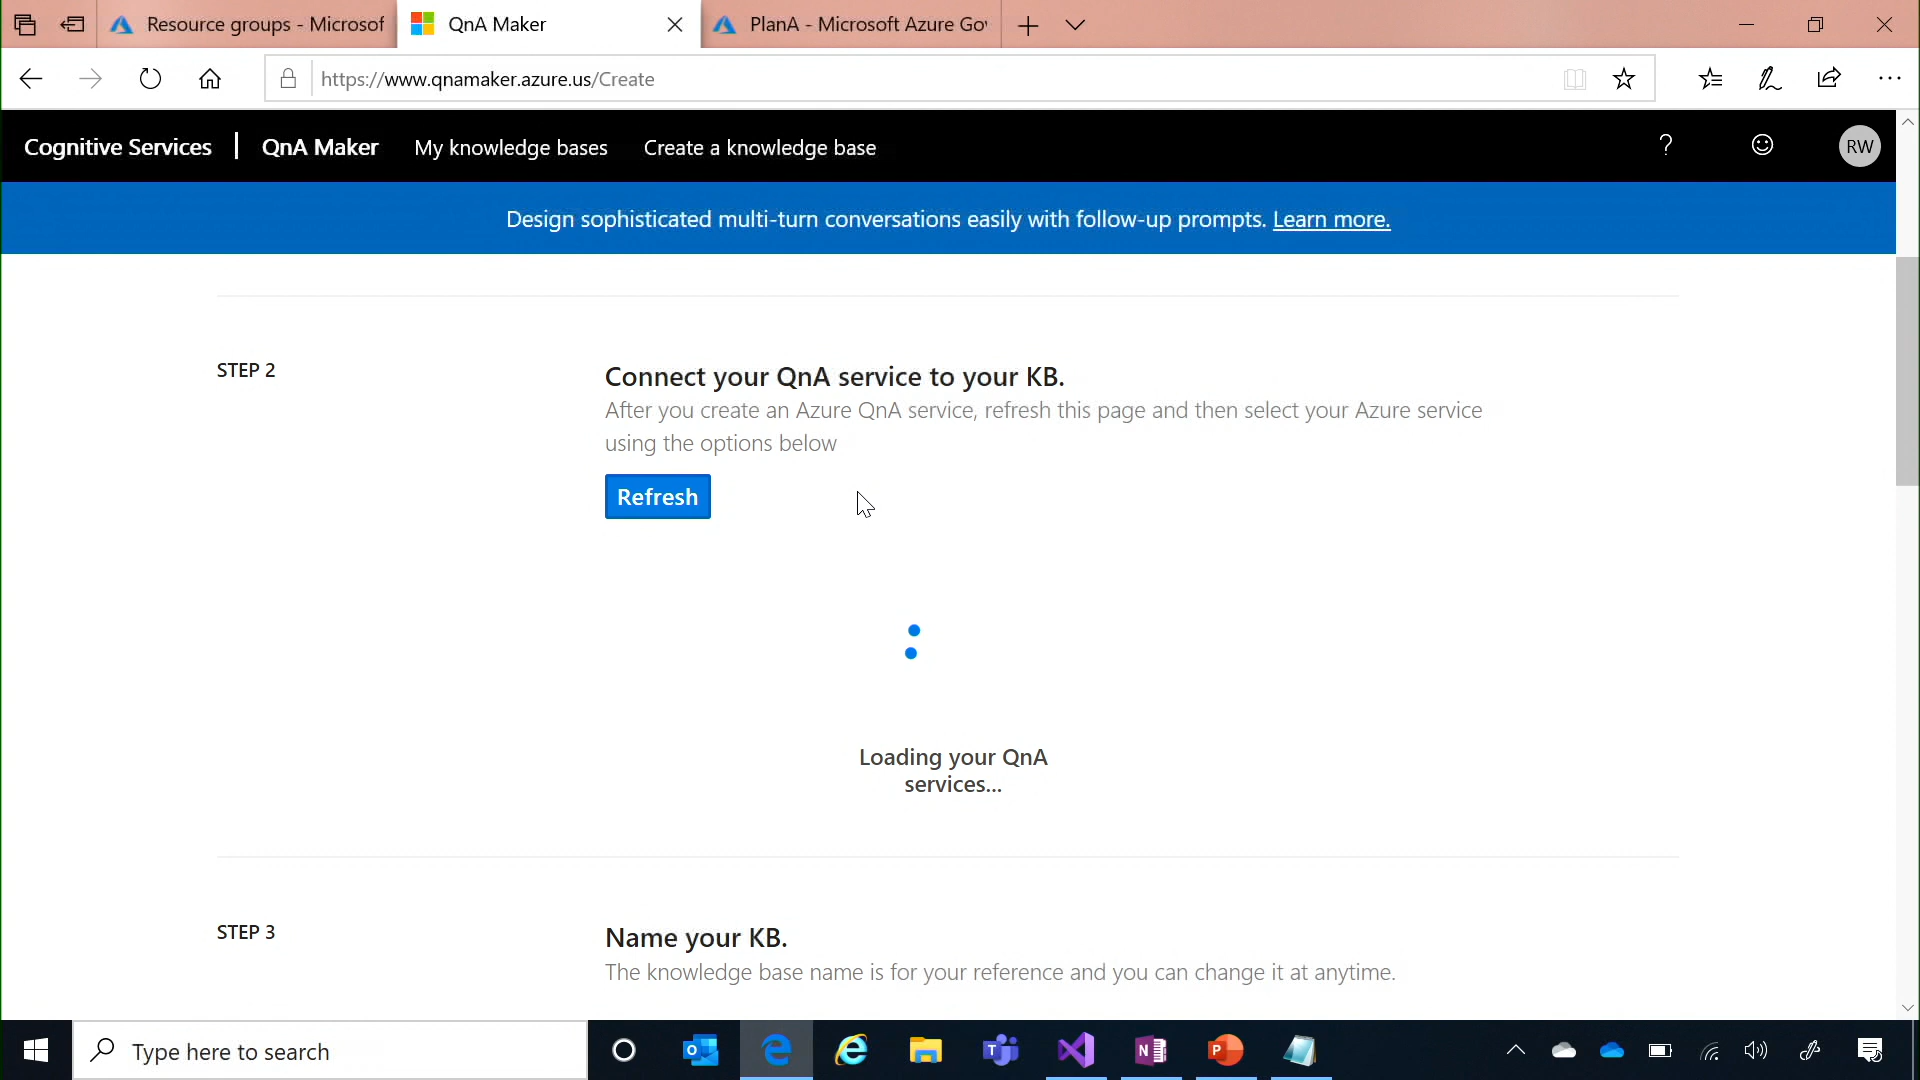 Resource groups - Microsof
QnA Maker
PlanA - Microsoft Azure Go
https://www.qnamaker.azure.us/Create
Cognitive Services | QnA Maker My knowledge bases Create a knowledge base
? RW
Design sophisticated multi-turn conversations easily with follow-up prompts. Learn more.
STEP 2
Connect your QnA service to your KB.
After you create an Azure QnA service, refresh this page and then select your Azure service
using the options below
Refresh
Loading your QnA
services...
STEP 3
Name your KB.
The knowledge base name is for your reference and you can change it at anytime.
Type here to search